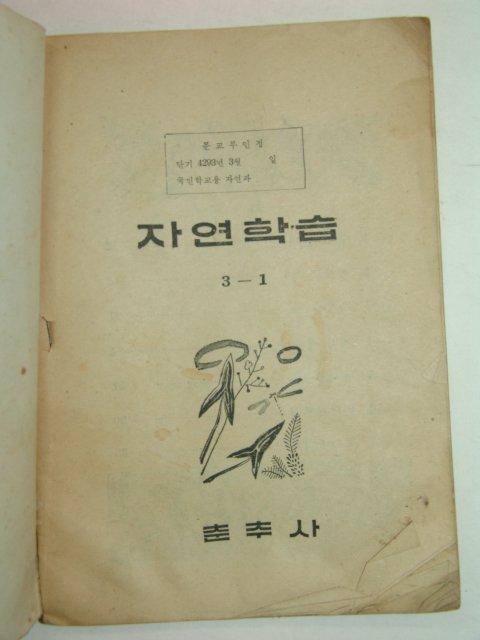 문교부인정
단기 4293년 3월 일
국민학교용 자연과
자연학습
3-1
춘추사